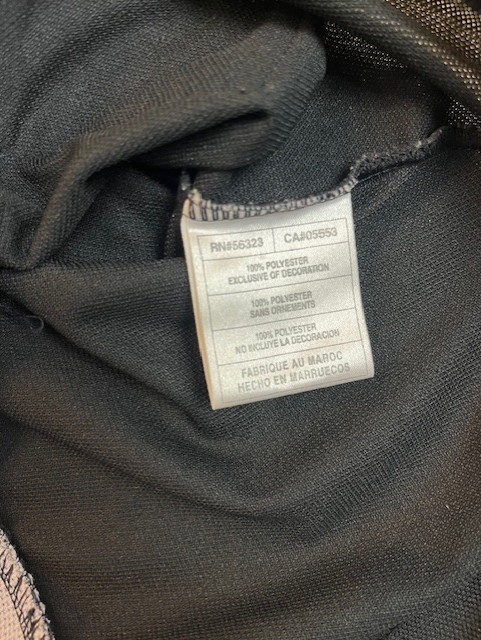 RN#56323 CA#05553
100% POLYESTER
EXCLUSIVE OF DECORATION
100% POLYESTER
SANS ORNEMENTS
100% POLYESTER
NO INCLUYE LA DECORACION
FABRIQUE AU MAROC
HECHO EN MARRUECOS